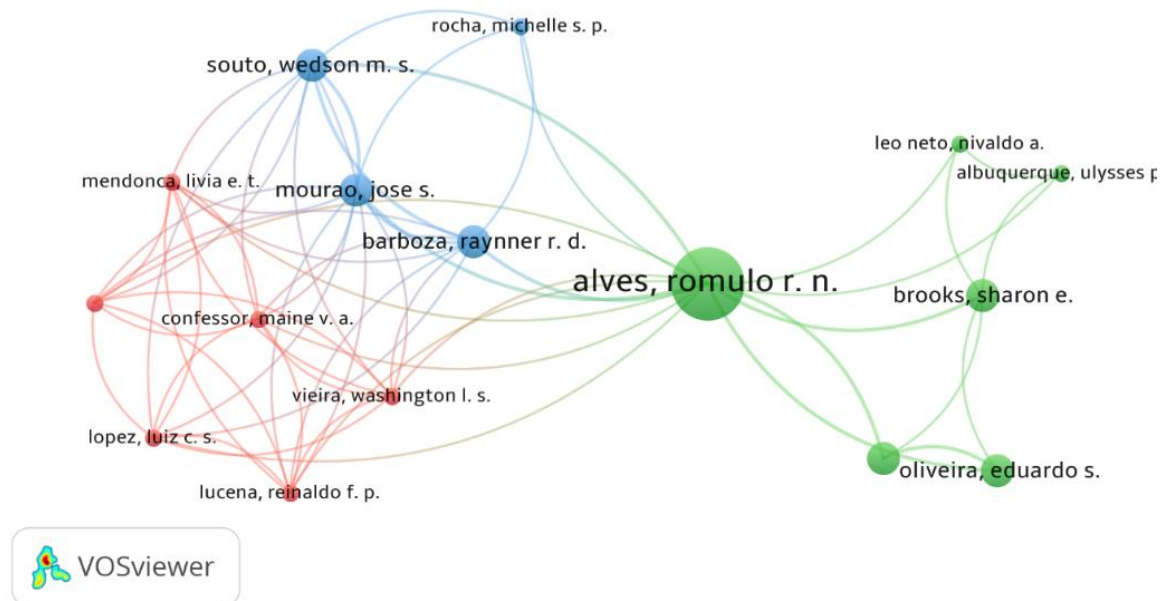 rocha, michelle s. p.
souto, wedson m. s.
leo neto, nivaldo a.
albuquerque, ulysses p
mendonca, livia e. t.
mourao, jose s.
barboza, raynner r. d.
alves, romulo r. n.
brooks, sharon e.
confessor, maine v. a.
vieira, washington l. s.
lopez, luiz c. s.
oliveira, eduardo s.
lucena, reinaldo f. p.
VOSviewer